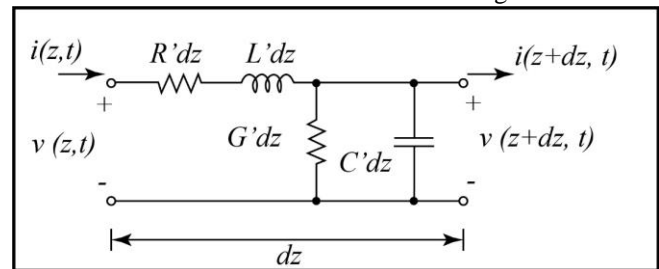 i(z,t) R'dz L'dz i(z+dz, t)
+ +
v (z,t) G'dz C'dz v (z+dz, t)
- -
dz